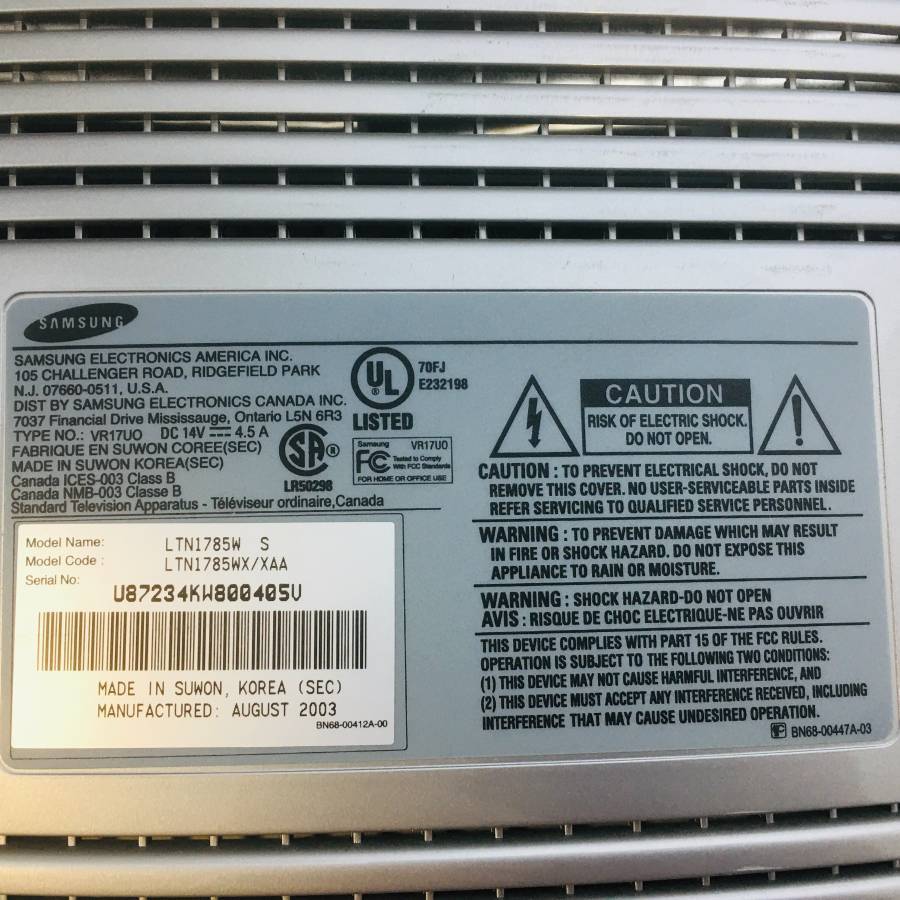 SAMSUNG
SAMSUNG ELECTRONICS AMERICA INC.
105 CHALLENGER ROAD, RIDGEFIELD PARK
N.J. 07660-0511, U.S.A.
DIST BY SAMSUNG ELECTRONICS CANADA INC.
7037 Financial Drive Mississauge, Ontario L5N 6R3
TYPE NO.: VR17UO DC 14V 4.5 A
FABRIQUE EN SUWON COREE(SEC)
MADE IN SUWON KOREA(SEC)
Canada ICES-003 Class B
Canada NMB-003 Classe B
Standard Television Apparatus - Téléviseur ordinaire,Canada
UL ®
LISTED
70FJ
E232198
SA ®
LR50298
Samsung VR17U0
FC Tested to Comply
With FCC Standards
FOR HOME OR OFFICE USE
Model Name: LTN1785W S
Model Code : LTN1785WX/XAA
Serial No:
U87234KW800405V
MADE IN SUWON, KOREA (SEC)
MANUFACTURED: AUGUST 2003
BN68-00412A-00
CAUTION
RISK OF ELECTRIC SHOCK.
DO NOT OPEN.
CAUTION : TO PREVENT ELECTRICAL SHOCK, DO NOT
REMOVE THIS COVER. NO USER-SERVICEABLE PARTS INSIDE
REFER SERVICING TO QUALIFIED SERVICE PERSONNEL.
WARNING : TO PREVENT DAMAGE WHICH MAY RESULT
IN FIRE OR SHOCK HAZARD. DO NOT EXPOSE THIS
APPLIANCE TO RAIN OR MOISTURE.
WARNING : SHOCK HAZARD-DO NOT OPEN
AVIS : RISQUE DE CHOC ELECTRIQUE-NE PAS OUVRIR
THIS DEVICE COMPLIES WITH PART 15 OF THE FCC RULES.
OPERATION IS SUBJECT TO THE FOLLOWING TWO CONDITIONS:
(1) THIS DEVICE MAY NOT CAUSE HARMFUL INTERFERENCE, AND
(2) THIS DEVICE MUST ACCEPT ANY INTERFERENCE RECEIVED, INCLUDING
INTERFERENCE THAT MAY CAUSE UNDESIRED OPERATION.
BN68-00447A-03